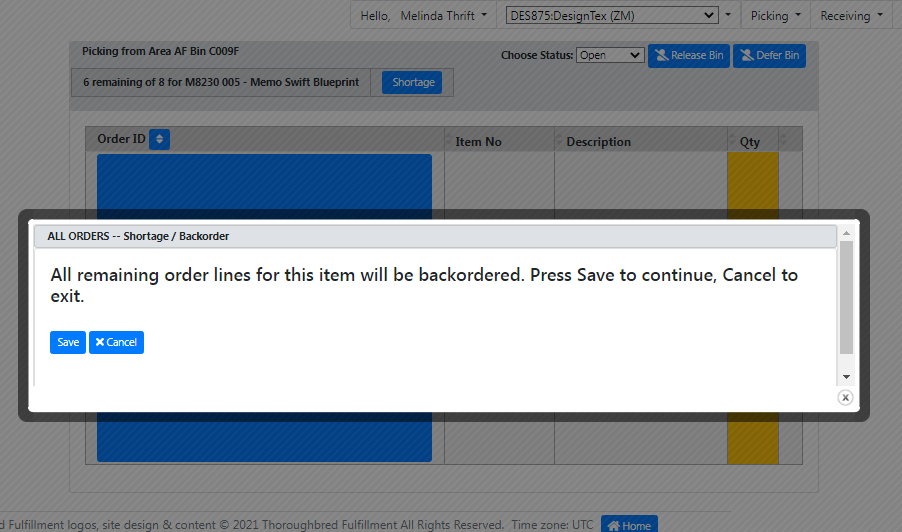 Hello, Melinda Thrift
DES875:DesignTex (ZM)
Picking
Receiving
Picking from Area AF Bin C009F
Choose Status: Open Release Bin Defer Bin
6 remaining of 8 for M8230 005 - Memo Swift Blueprint Shortage
Order ID Item No Description Qty
ALL ORDERS -- Shortage / Backorder
All remaining order lines for this item will be backordered. Press Save to continue, Cancel to
exit.
Save Cancel
d Fulfillment logos, site design & content © 2021 Thoroughbred Fulfillment All Rights Reserved. Time zone: UTC Home